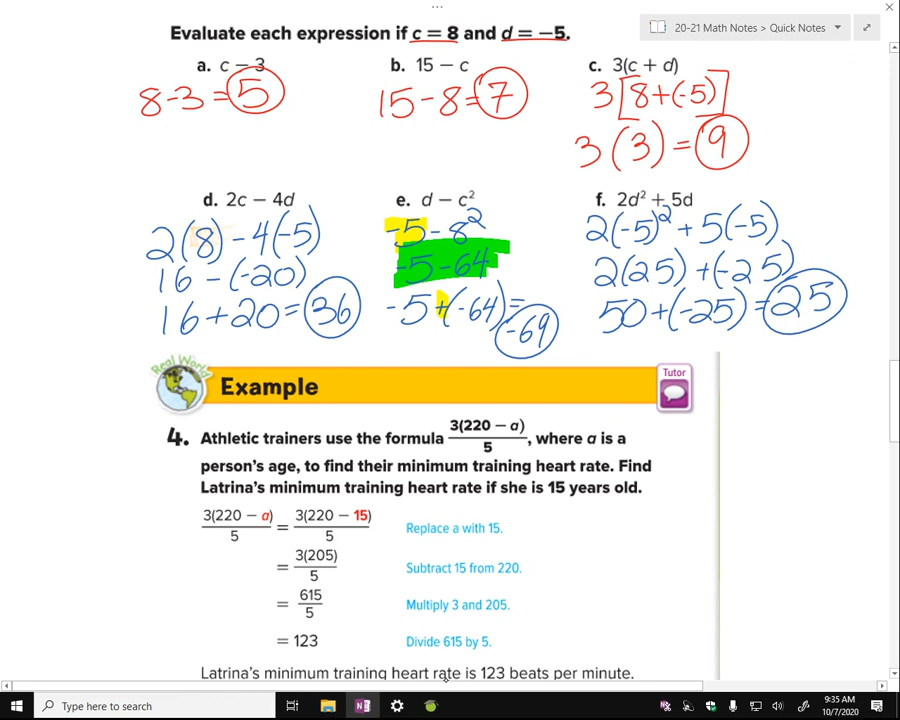 20-21 Math Notes > Quick Notes
Evaluate each expression if c = 8 and d = −5.
a. c − 3
8-3=5
b. 15 − c
15-8=7
c. 3(c + d)
3[8+(-5)]
3(3)=9
d. 2c − 4d
2(8)-4(-5)
16-(-20)
16+20=36
e. d − c²
-5-8²
-5-64
-5+(-64)=
-69
f. 2d² + 5d
2(-5)²+5(-5)
2(25)+(-25)
50+(-25)=25
Real World
Example
Tutor
4. Athletic trainers use the formula 3(220 − a)/5, where a is a
person's age, to find their minimum training heart rate. Find
Latrina's minimum training heart rate if she is 15 years old.
3(220 − a)/5 = 3(220 − 15)/5 Replace a with 15.
= 3(205)/5 Subtract 15 from 220.
= 615/5 Multiply 3 and 205.
= 123 Divide 615 by 5.
Latrina's minimum training heart rate is 123 beats per minute.
Type here to search
9:35 AM
10/7/2020